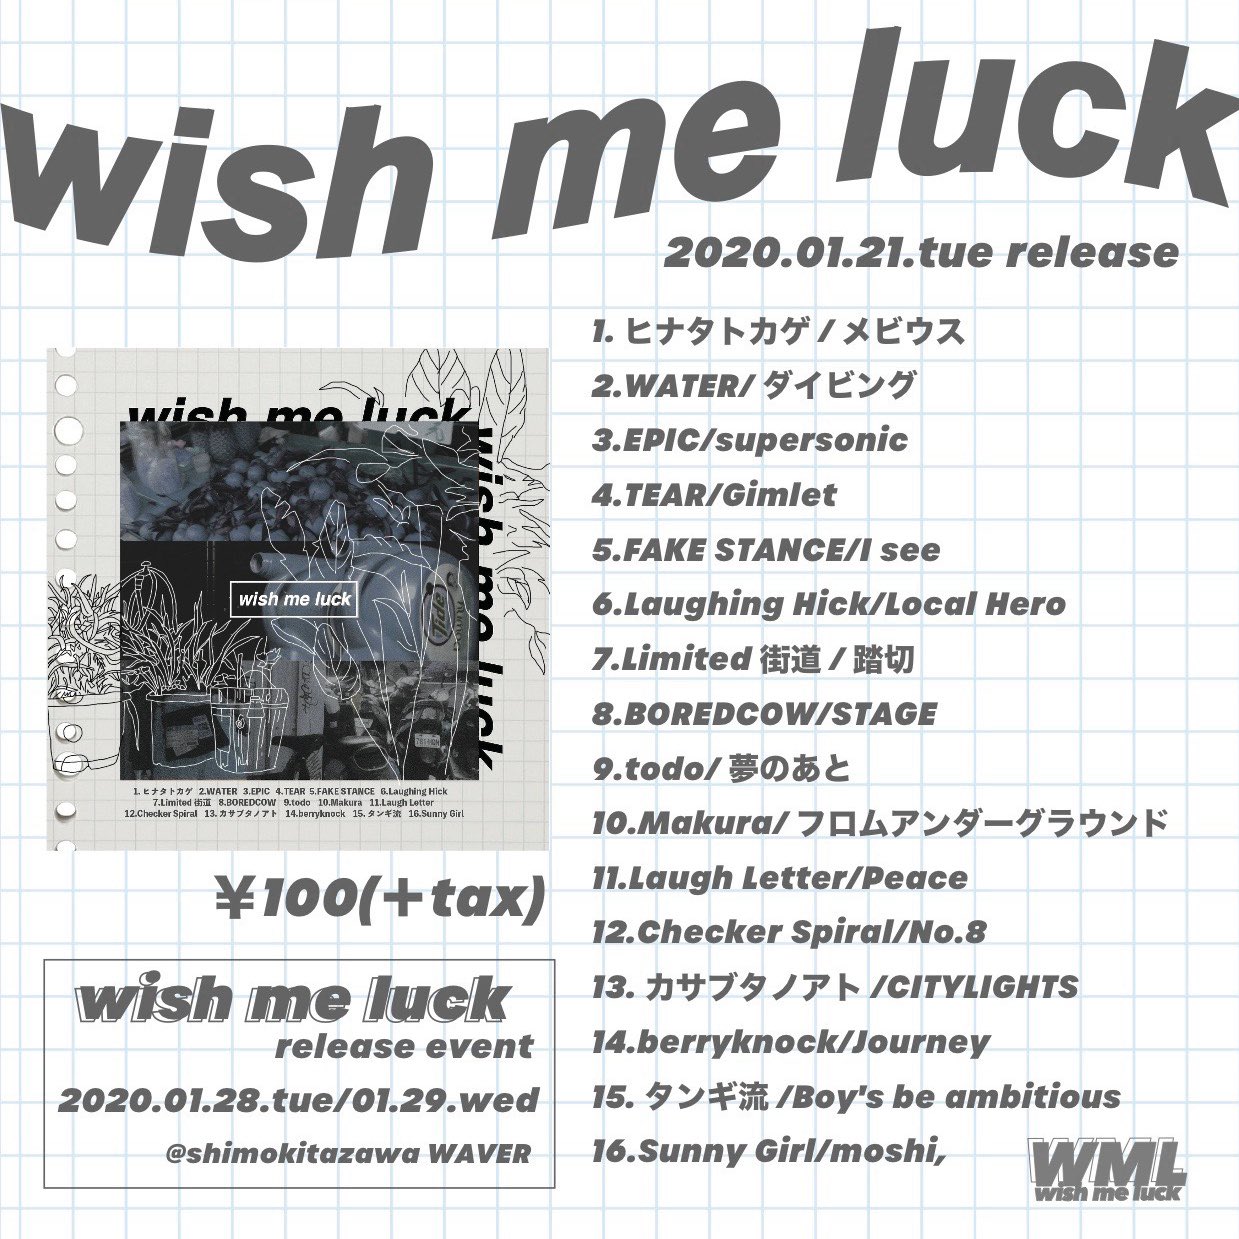 wish me luck
2020.01.21.tue release
1. ヒナタトカゲ / メビウス
2.WATER/ ダイビング
3.EPIC/supersonic
4.TEAR/Gimlet
5.FAKE STANCE/I see
6.Laughing Hick/Local Hero
7.Limited 街道 / 踏切
8.BOREDCOW/STAGE
9.todo/ 夢のあと
10.Makura/ フロムアンダーグラウンド
11.Laugh Letter/Peace
12.Checker Spiral/No.8
13. カサブタノアト /CITYLIGHTS
14.berryknock/Journey
15. タンギ流 /Boy's be ambitious
16.Sunny Girl/moshi,
wish me luck
wish me luck
wish me luck
Tide
1. ヒナタトカゲ 2.WATER 3.EPIC 4.TEAR 5.FAKE STANCE 6.Laughing Hick
7.Limited 街道 8.BOREDCOW 9.todo 10.Makura 11.Laugh Letter
12.Checker Spiral 13. カサブタノアト 14.berryknock 15. タンギ流 16.Sunny Girl
¥100(+tax)
wish me luck
release event
2020.01.28.tue/01.29.wed
@shimokitazawa WAVER
WML
wish me luck